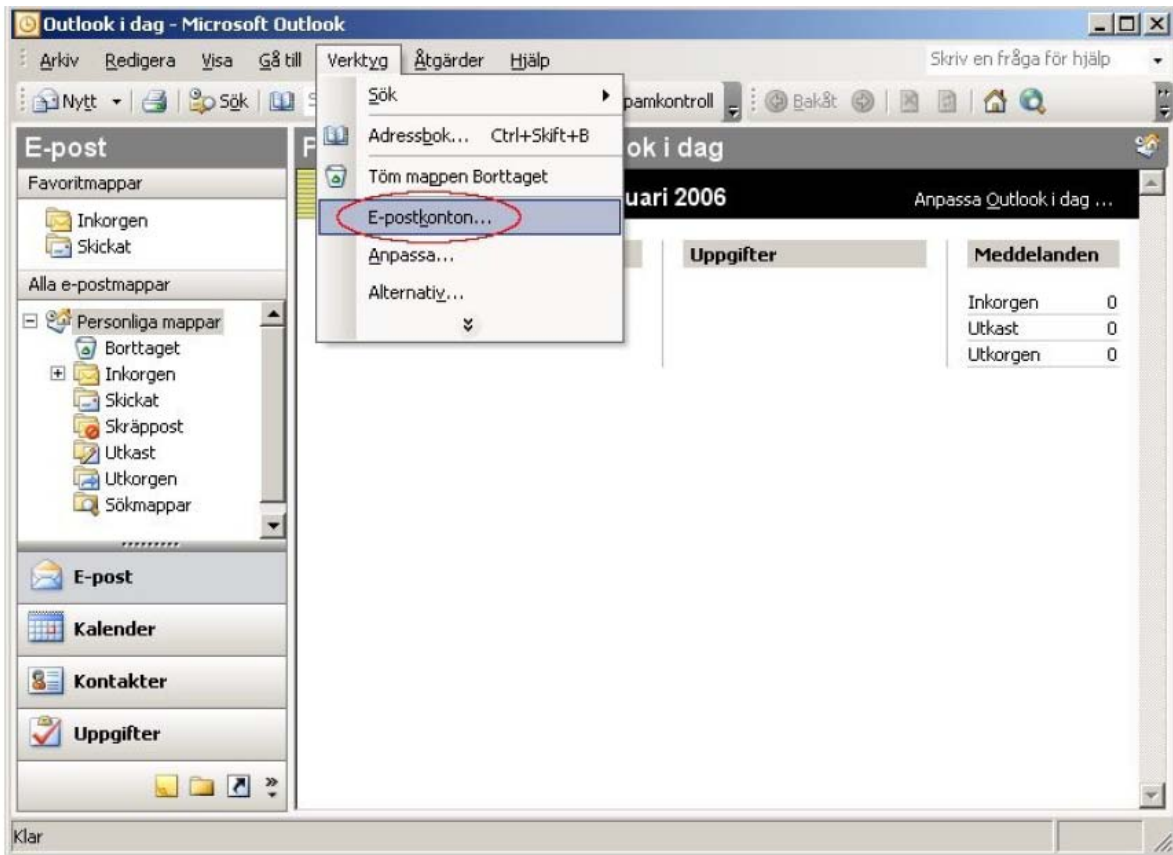 Outlook i dag - Microsoft Outlook
Arkiv Redigera Visa Gå till Verktyg Åtgärder Hjälp Skriv en fråga för hjälp
Nytt Sök pamkontroll Bakåt
Sök
Adressbok... Ctrl+Skift+B
Töm mappen Borttaget
E-postkonton...
Anpassa...
Alternativ...
E-post
Favoritmappar
Inkorgen
Skickat
Alla e-postmappar
Personliga mappar
Borttaget
Inkorgen
Skickat
Skräppost
Utkast
Utkorgen
Sökmappar
E-post
Kalender
Kontakter
Uppgifter
ok i dag
uari 2006 Anpassa Outlook i dag ...
Uppgifter
Meddelanden
Inkorgen 0
Utkast 0
Utkorgen 0
Klar